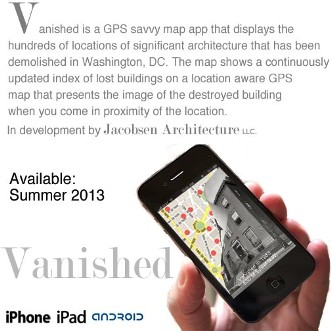 Vanished is a GPS savvy map app that displays the
hundreds of locations of significant architecture that has been
demolished in Washington, DC. The map shows a continuously
updated index of lost buildings on a location aware GPS
map that presents the image of the destroyed building
when you come in proximity of the location.
In development by Jacobsen Architecture LLC.
Available:
Summer 2013
Vanished
iPhone iPad ANDROID